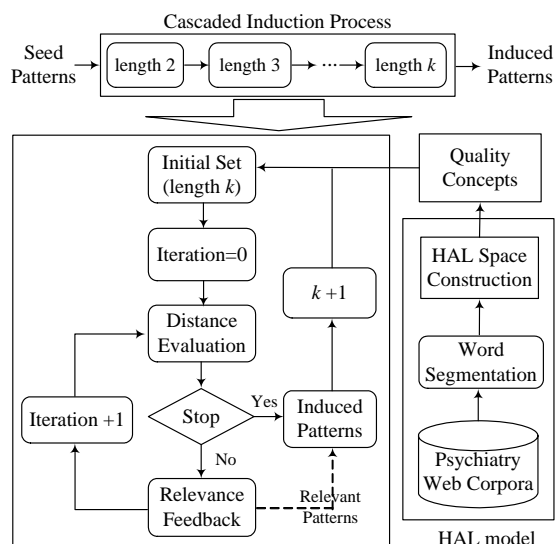 Cascaded Induction Process
Seed
Patterns
length 2
length 3
...
length k
Induced
Patterns
Initial Set
(length k)
Quality
Concepts
Iteration=0
k +1
HAL Space
Construction
Distance
Evaluation
Word
Segmentation
Iteration +1
Stop
Yes
Induced
Patterns
No
Psychiatry
Web Corpora
Relevance
Feedback
Relevant
Patterns
HAL model